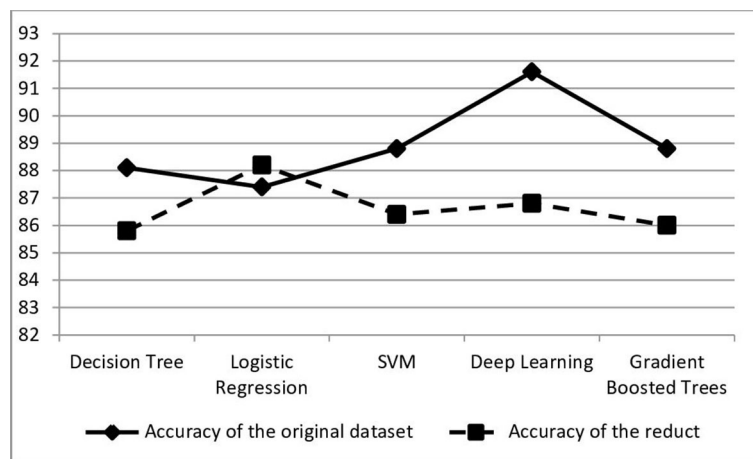 93
92
91
90
89
88
87
86
85
84
83
82
Decision Tree
Logistic
Regression
SVM
Deep Learning
Gradient
Boosted Trees
Accuracy of the original dataset
Accuracy of the reduct